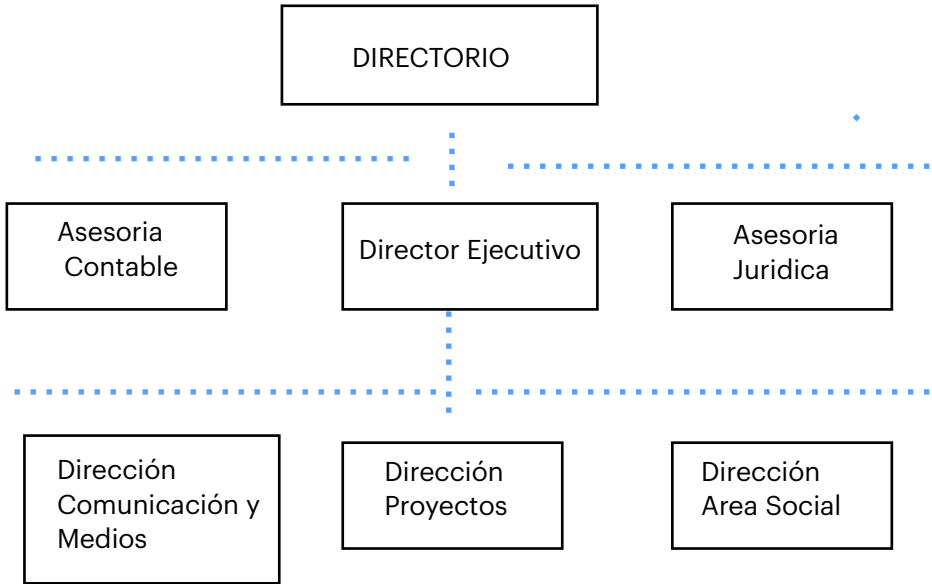 DIRECTORIO
Asesoria
Contable
Director Ejecutivo
Asesoria
Juridica
Dirección
Comunicación y
Medios
Dirección
Proyectos
Dirección
Area Social